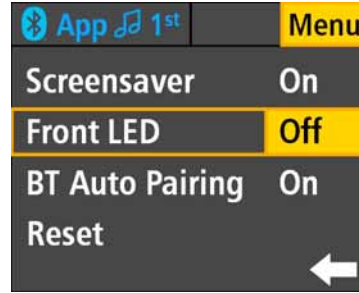 App 1st Menu
Screensaver On
Front LED Off
BT Auto Pairing On
Reset